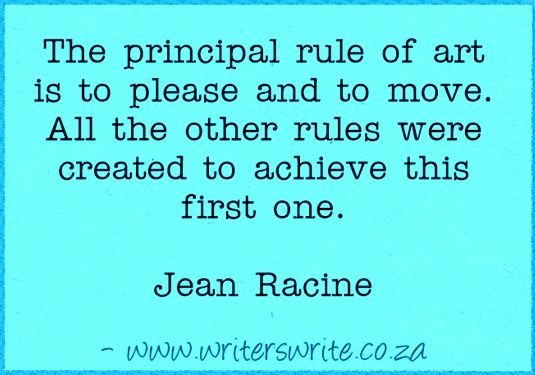 The principal rule of art
is to please and to move.
All the other rules were
created to achieve this
first one.
Jean Racine
- www.writerswrite.co.za